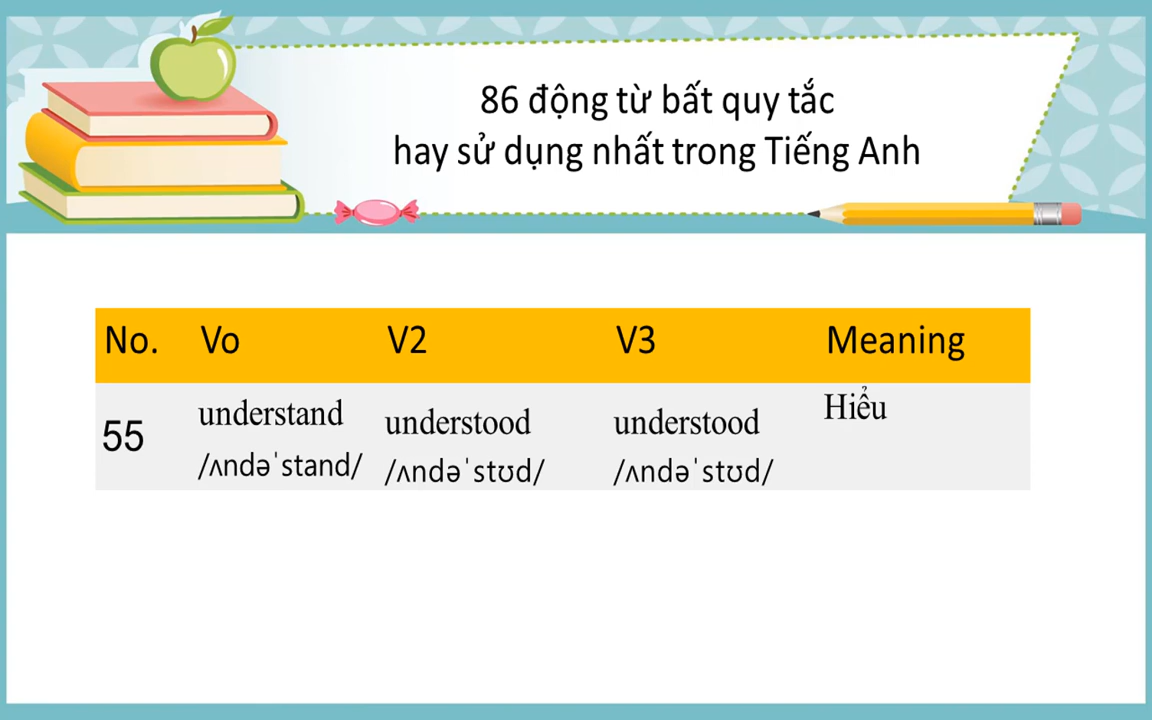 86 động từ bất quy tắc
hay sử dụng nhất trong Tiếng Anh
No. Vo V2 V3 Meaning
55 understand understood understood Hiểu
/ʌndəˈstand/ /ʌndəˈstʊd/ /ʌndəˈstʊd/